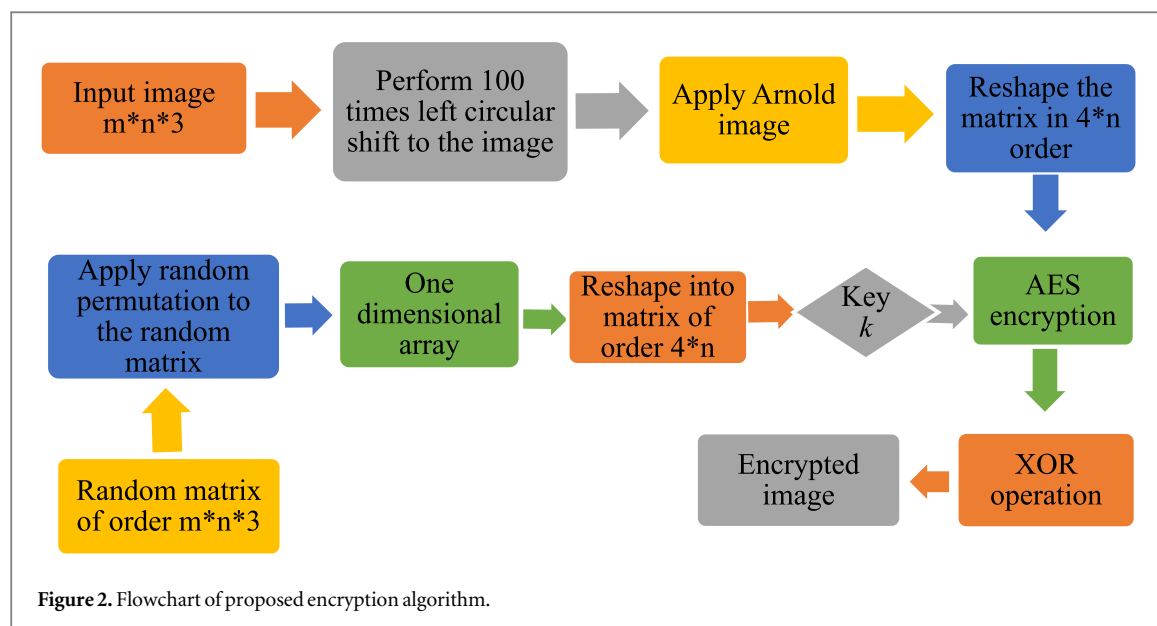 Input image
m*n*3
Perform 100
times left circular
shift to the image
Apply Arnold
image
Reshape the
matrix in 4*n
order
Apply random
permutation to
the random
matrix
One
dimensional
array
Reshape into
matrix of
order 4*n
Key
k
AES
encryption
Random matrix
of order m*n*3
Encrypted
image
XOR
operation
Figure 2. Flowchart of proposed encryption algorithm.